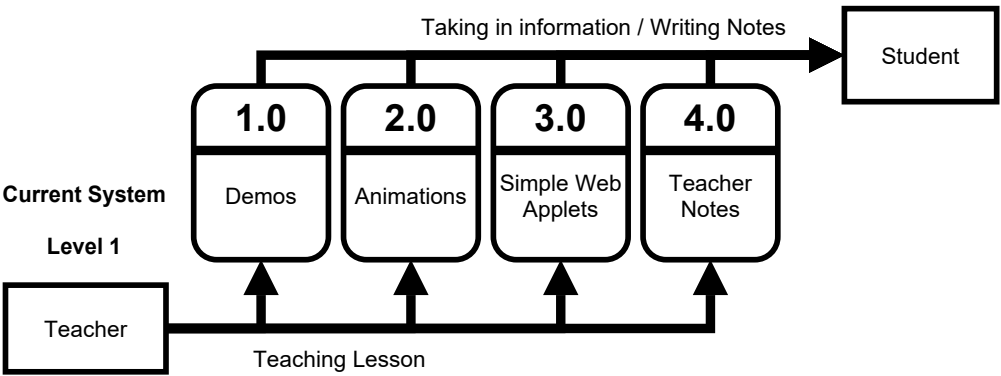 Taking in information / Writing Notes
Student
1.0
2.0
3.0
4.0
Demos
Animations
Simple Web
Applets
Teacher
Notes
Current System
Level 1
Teacher
Teaching Lesson